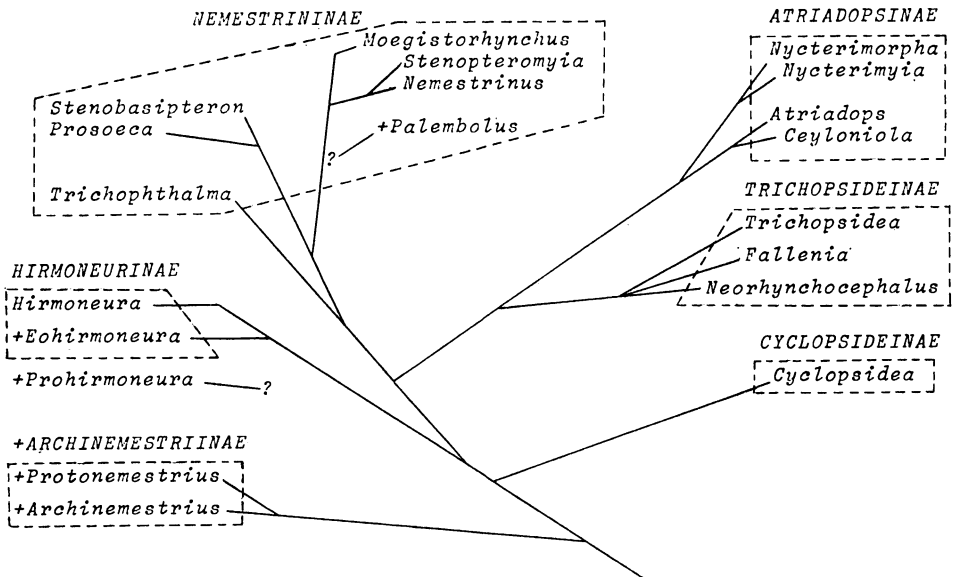 NEMESTRININAE
Moegistorhynchus
Stenopteromyia
Nemestrinus
Stenobasipteron
Prosoeca
+Palembolus
?
Trichophthalma
HIRMONEURINAE
Hirmoneura
+Eohirmoneura
+Prohirmoneura
?
+ARCHINEMESTRIINAE
+Protonemestrius
+Archinemestrius
ATRIADOPSINAE
Nycterimorpha
Nycterimyia
Atriadops
Ceyloniola
TRICHOPSIDEINAE
Trichopsidea
Fallenia
Neorhynchocephalus
CYCLOPSIDEINAE
Cyclopsidea